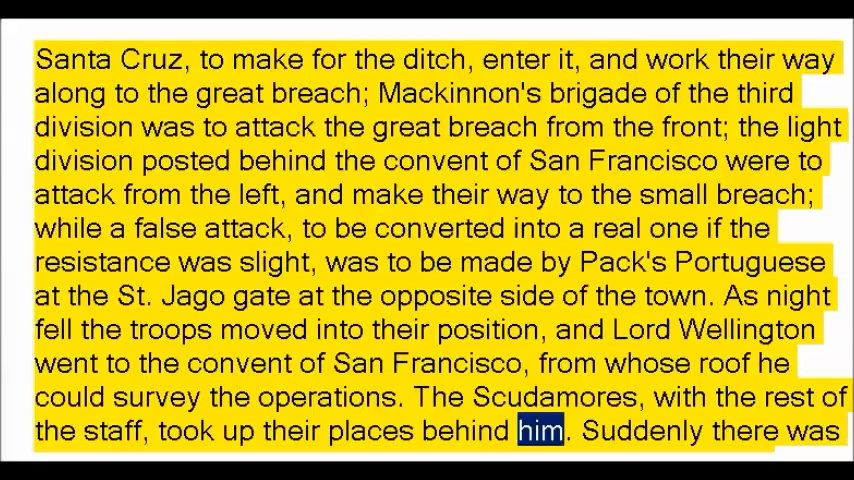 Santa Cruz, to make for the ditch, enter it, and work their way
along to the great breach; Mackinnon's brigade of the third
division was to attack the great breach from the front; the light
division posted behind the convent of San Francisco were to
attack from the left, and make their way to the small breach;
while a false attack, to be converted into a real one if the
resistance was slight, was to be made by Pack's Portuguese
at the St. Jago gate at the opposite side of the town. As night
fell the troops moved into their position, and Lord Wellington
went to the convent of San Francisco, from whose roof he
could survey the operations. The Scudamores, with the rest of
the staff, took up their places behind him. Suddenly there was